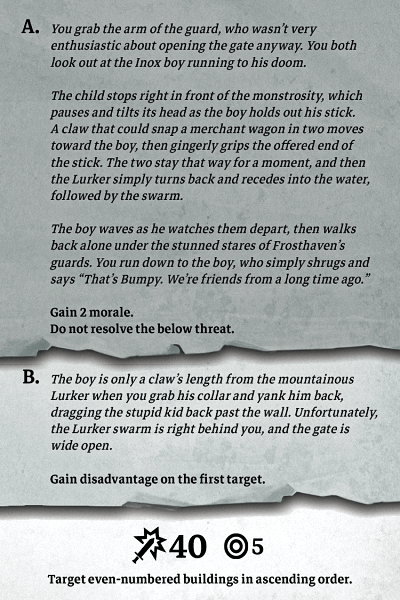 A. You grab the arm of the guard, who wasn’t very
enthusiastic about opening the gate anyway. You both
look out at the Inox boy running to his doom.
The child stops right in front of the monstrosity, which
pauses and tilts its head as the boy holds out his stick.
A claw that could snap a merchant wagon in two moves
toward the boy, then gingerly grips the offered end of
the stick. The two stay that way for a moment, and then
the Lurker simply turns back and recedes into the water,
followed by the swarm.
The boy waves as he watches them depart, then walks
back alone under the stunned stares of Frosthaven’s
guards. You run down to the boy, who simply shrugs and
says “That’s Bumpy. We’re friends from a long time ago.”
Gain 2 morale.
Do not resolve the below threat.
B. The boy is only a claw’s length from the mountainous
Lurker when you grab his collar and yank him back,
dragging the stupid kid back past the wall. Unfortunately,
the Lurker swarm is right behind you, and the gate is
wide open.
Gain disadvantage on the first target.
40 5
Target even-numbered buildings in ascending order.